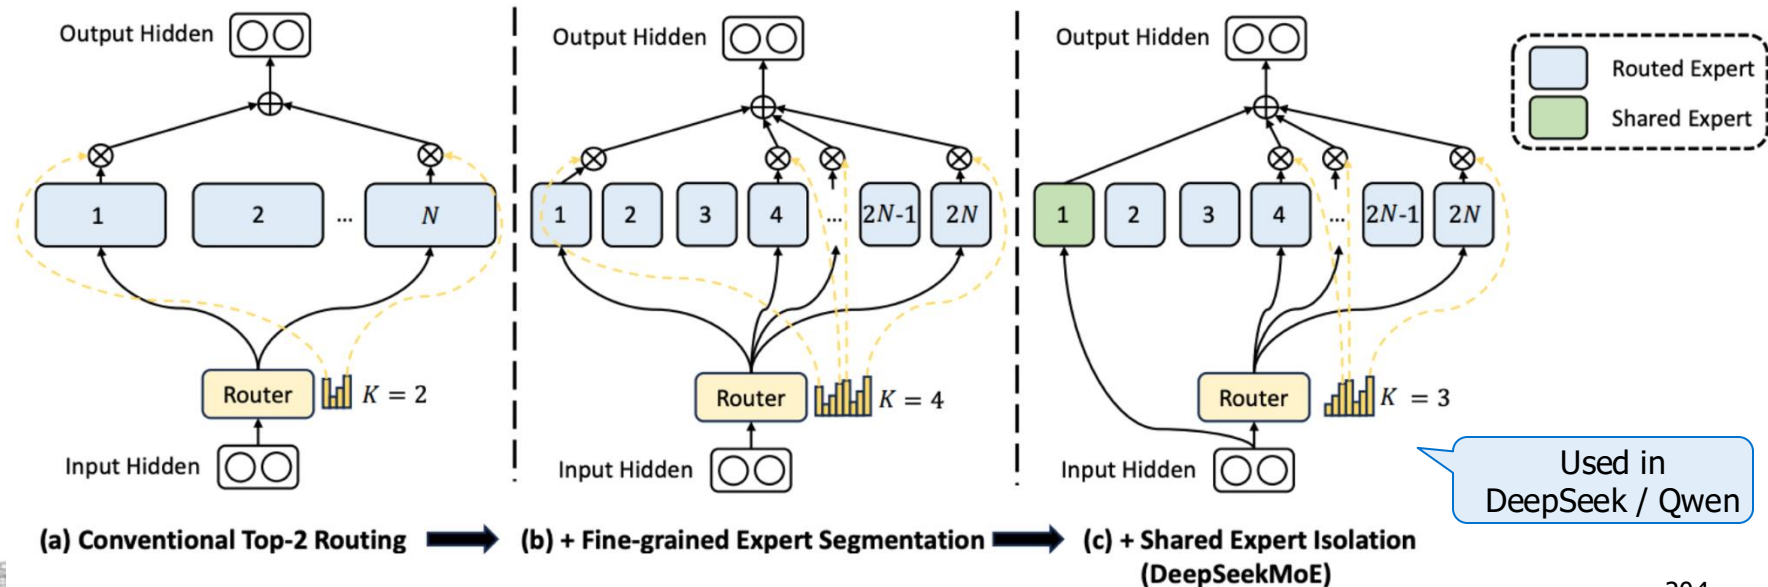 Output Hidden
1
2
...
N
Router
K = 2
Input Hidden
(a) Conventional Top-2 Routing
Output Hidden
1
2
3
4
...
2N-1
2N
Router
K = 4
Input Hidden
(b) + Fine-grained Expert Segmentation
Output Hidden
1
2
3
4
...
2N-1
2N
Router
K = 3
Input Hidden
(c) + Shared Expert Isolation
(DeepSeekMoE)
Routed Expert
Shared Expert
Used in
DeepSeek / Qwen